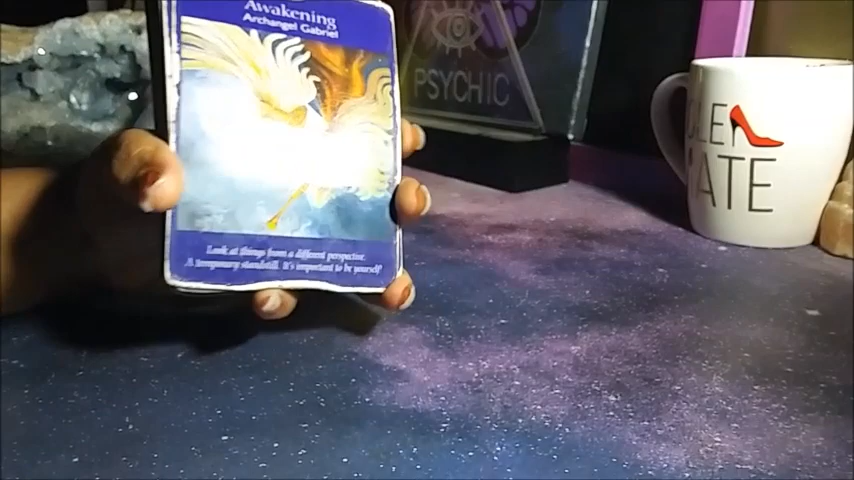 Awakening
Archangel Gabriel
PSYCHIC
Look at things from a different perspective.
A temporary standstill. It's important to be yourself!
ATE